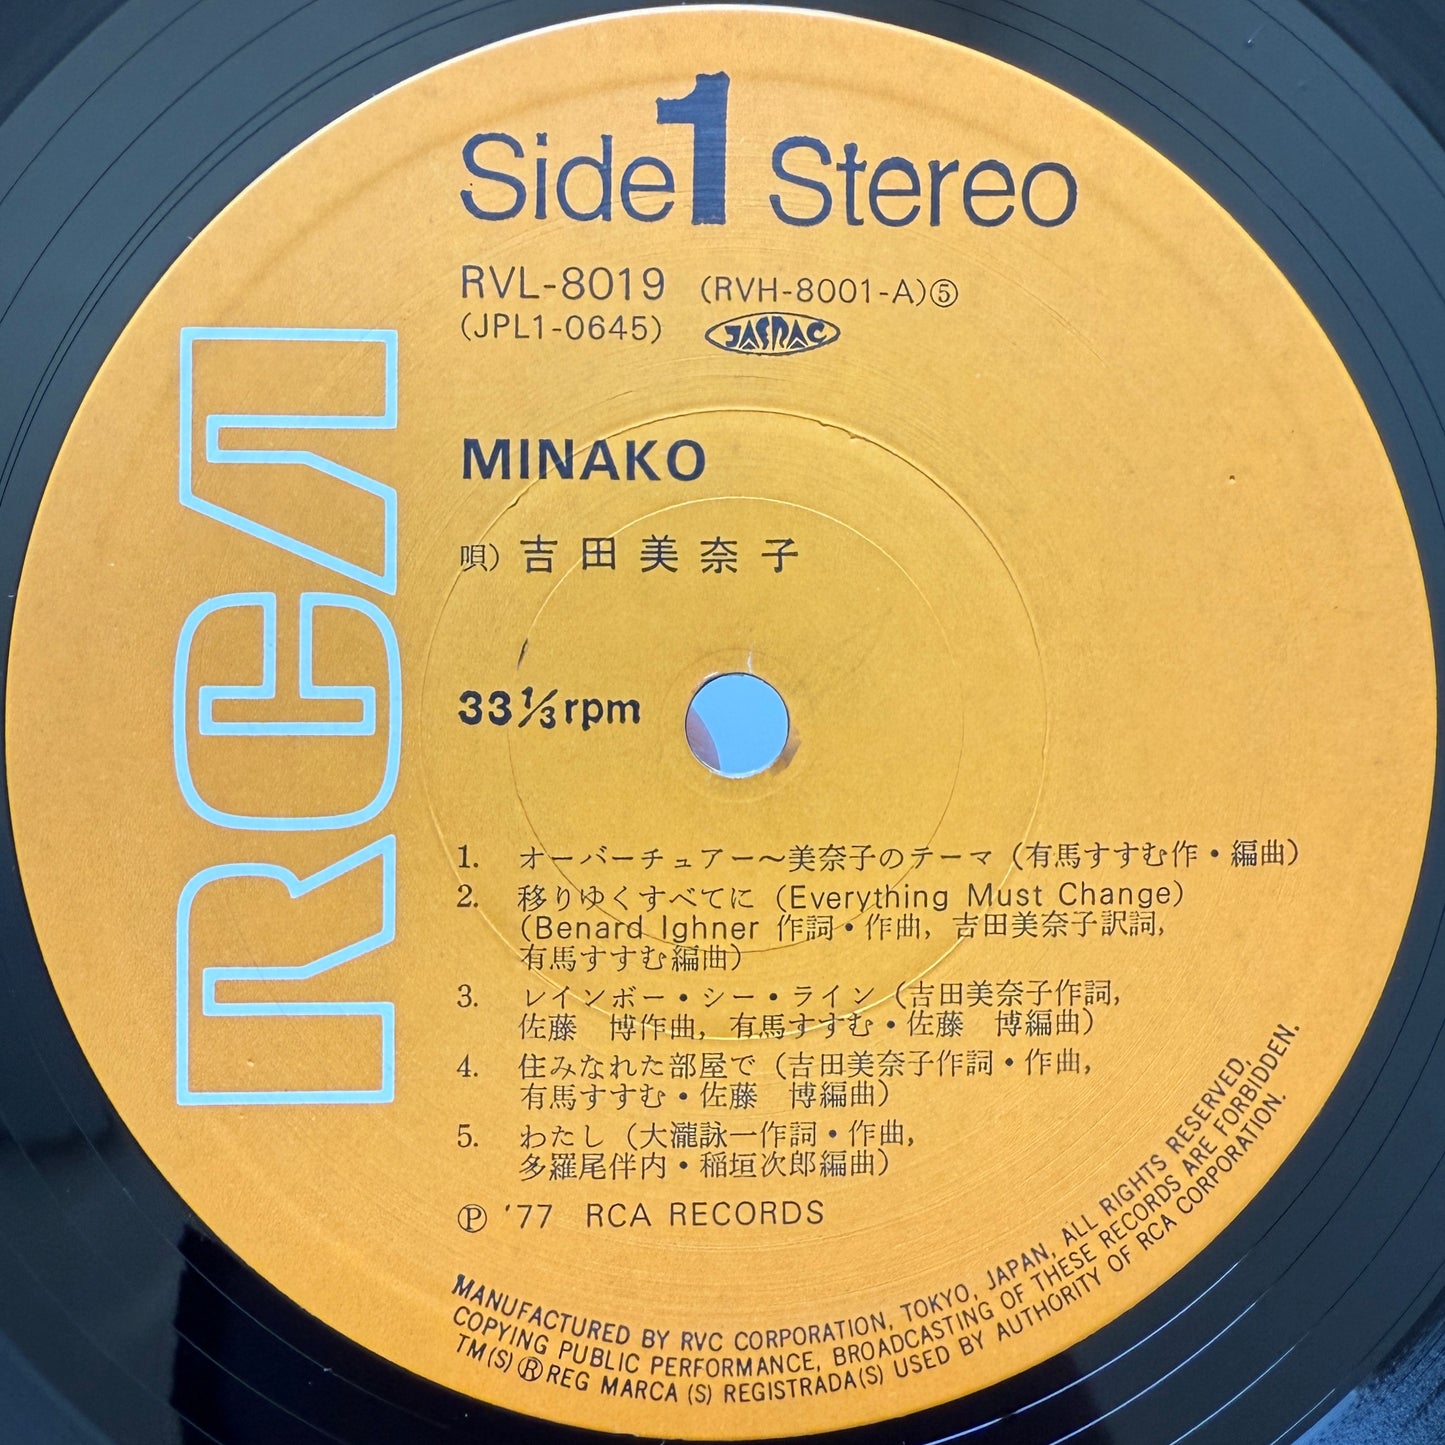 Side 1 Stereo
RVL-8019 (RVH-8001-A)⑤
(JPL1-0645) JASRAC
RCA
MINAKO
唄) 吉田美奈子
33 1/3 rpm
1. オーバーチュアー〜美奈子のテーマ (有馬すすむ作・編曲)
2. 移りゆくすべてに (Everything Must Change)
(Benard Ighner 作詞・作曲, 吉田美奈子訳詞,
有馬すすむ編曲)
3. レインボー・シー・ライン (吉田美奈子作詞,
佐藤 博作曲, 有馬すすむ・佐藤 博編曲)
4. 住みなれた部屋で (吉田美奈子作詞・作曲,
有馬すすむ・佐藤 博編曲)
5. わたし (大瀧詠一作詞・作曲,
多羅尾伴内・稲垣次郎編曲)
Ⓟ '77 RCA RECORDS
MANUFACTURED BY RVC CORPORATION, TOKYO, JAPAN, ALL RIGHTS RESERVED,
COPYING PUBLIC PERFORMANCE, BROADCASTING OF THESE RECORDS ARE FORBIDDEN.
TM(S) ® REG MARCA (S) REGISTRADA(S) USED BY AUTHORITY OF RCA CORPORATION.